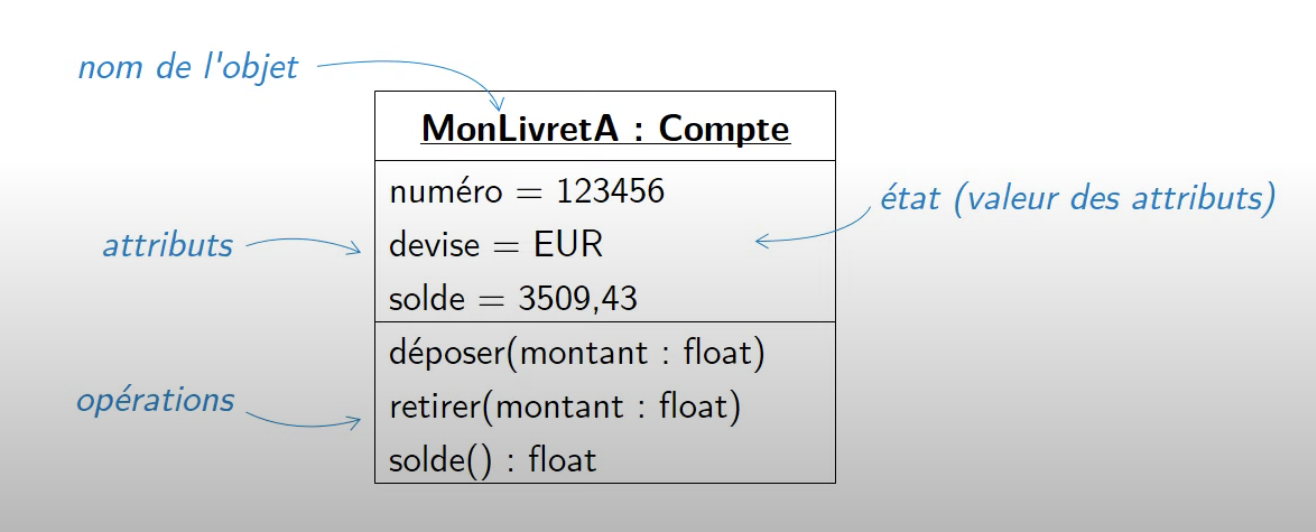 nom de l'objet
MonLivretA : Compte
numéro = 123456
état (valeur des attributs)
attributs
devise = EUR
solde = 3509,43
déposer(montant : float)
opérations
retirer(montant : float)
solde() : float